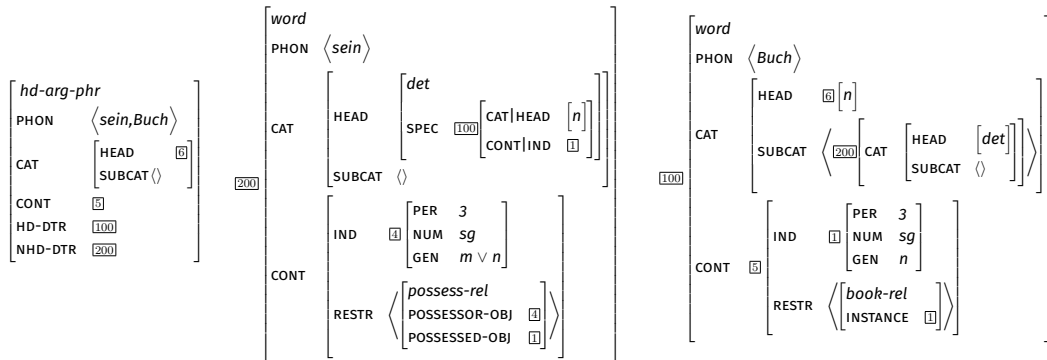 hd-arg-phr
PHON ⟨sein,Buch⟩
CAT HEAD 6
SUBCAT ⟨⟩
CONT 5
HD-DTR 100
NHD-DTR 200
200
word
PHON ⟨sein⟩
CAT HEAD det
SPEC 100 CAT|HEAD [n]
CONT|IND 1
SUBCAT ⟨⟩
CONT IND 4 PER 3
NUM sg
GEN m ∨ n
RESTR ⟨ possess-rel
POSSESSOR-OBJ 4
POSSESSED-OBJ 1 ⟩
100
word
PHON ⟨Buch⟩
CAT HEAD 6 [n]
SUBCAT ⟨ 200 CAT HEAD [det]
SUBCAT ⟨⟩ ⟩
CONT 5 IND 1 PER 3
NUM sg
GEN n
RESTR ⟨ book-rel
INSTANCE 1 ⟩